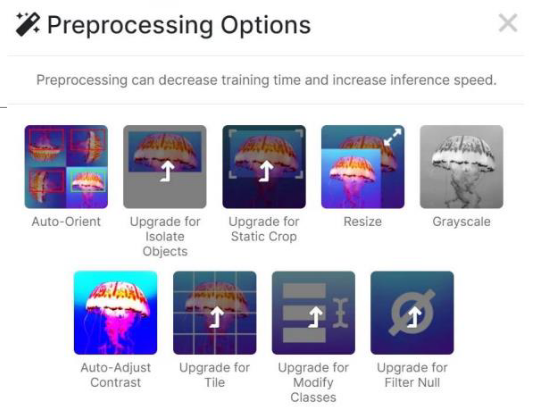 Preprocessing Options
Preprocessing can decrease training time and increase inference speed.
Auto-Orient
Upgrade for
Isolate
Objects
Upgrade for
Static Crop
Resize
Grayscale
Auto-Adjust
Contrast
Upgrade for
Tile
Upgrade for
Modify
Classes
Upgrade for
Filter Null